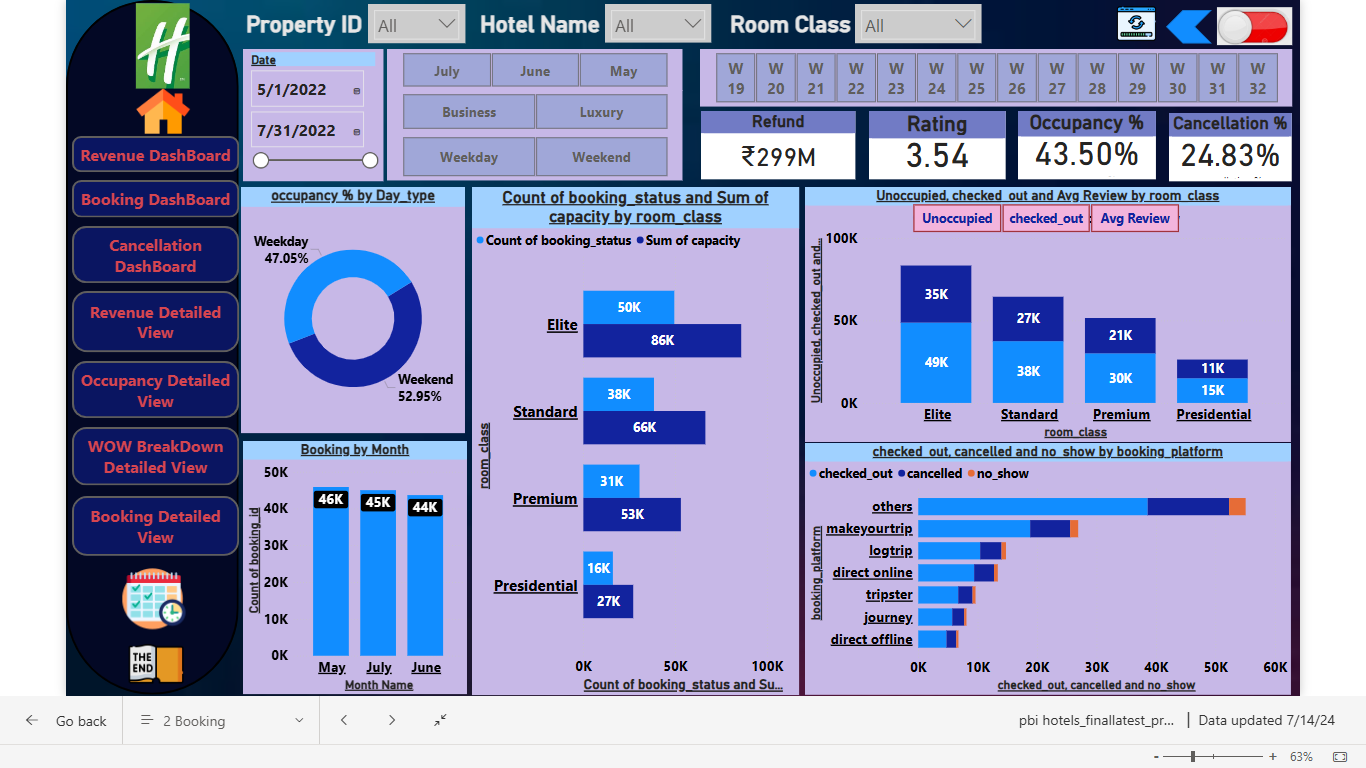 Property ID
All
Hotel Name
All
Room Class
All
Date
5/1/2022
7/31/2022
July
June
May
Business
Luxury
Weekday
Weekend
W 19
W 20
W 21
W 22
W 23
W 24
W 25
W 26
W 27
W 28
W 29
W 30
W 31
W 32
Refund
₹299M
Rating
3.54
Occupancy %
43.50%
Cancellation %
24.83%
Revenue DashBoard
Booking DashBoard
Cancellation
DashBoard
Revenue Detailed
View
Occupancy Detailed
View
WOW BreakDown
Detailed View
Booking Detailed
View
THE
END
occupancy % by Day_type
Weekday
47.05%
Weekend
52.95%
Booking by Month
Count of booking_id
50K
40K
30K
20K
10K
0K
46K
45K
44K
May
July
June
Month Name
Count of booking_status and Sum of
capacity by room_class
Count of booking_status
Sum of capacity
room_class
Elite
50K
86K
Standard
38K
66K
Premium
31K
53K
Presidential
16K
27K
0K
50K
100K
Count of booking_status and Su...
Unoccupied, checked_out and Avg Review by room_class
Unoccupied
checked_out
Avg Review
Unoccupied, checked_out and...
100K
50K
0K
35K
49K
27K
38K
21K
30K
11K
15K
Elite
Standard
Premium
Presidential
room_class
checked_out, cancelled and no_show by booking_platform
checked_out
cancelled
no_show
booking_platform
others
makeyourtrip
logtrip
direct online
tripster
journey
direct offline
0K
10K
20K
30K
40K
50K
60K
checked_out, cancelled and no_show
Go back
2 Booking
pbi hotels_finallatest_pr...
| Data updated 7/14/24
- + 63%